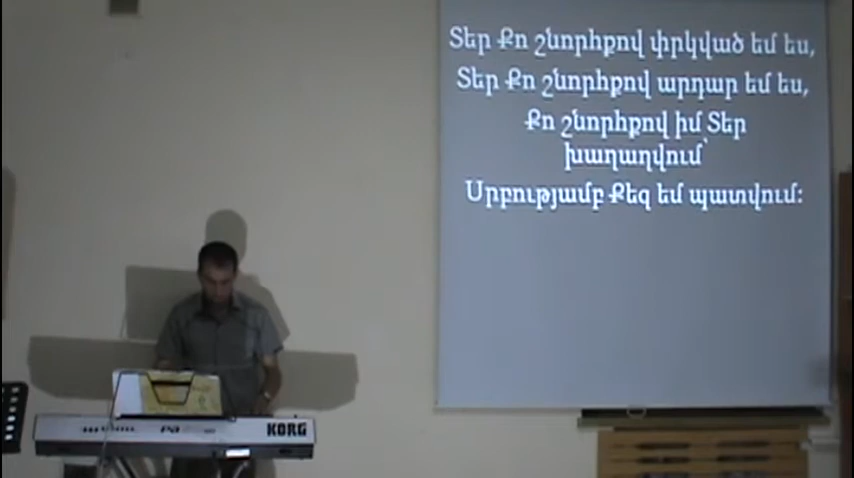 Տեր Քո շնորհքով փրկված եմ ես,
Տեր Քո շնորհքով արդար եմ ես,
Քո շնորհքով իմ Տեր
խաղաղվում՝
Սրբությամբ Քեզ եմ պատվում:
Pa
KORG